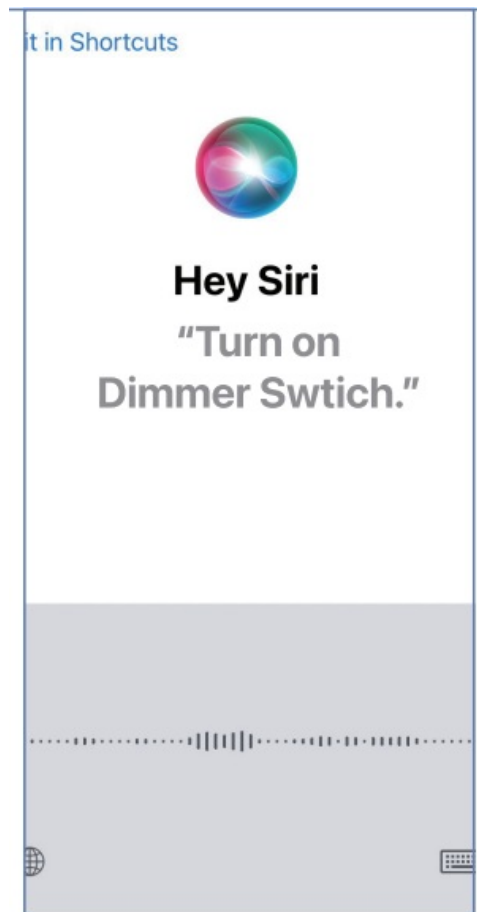 it in Shortcuts
Hey Siri
“Turn on
Dimmer Swtich.”